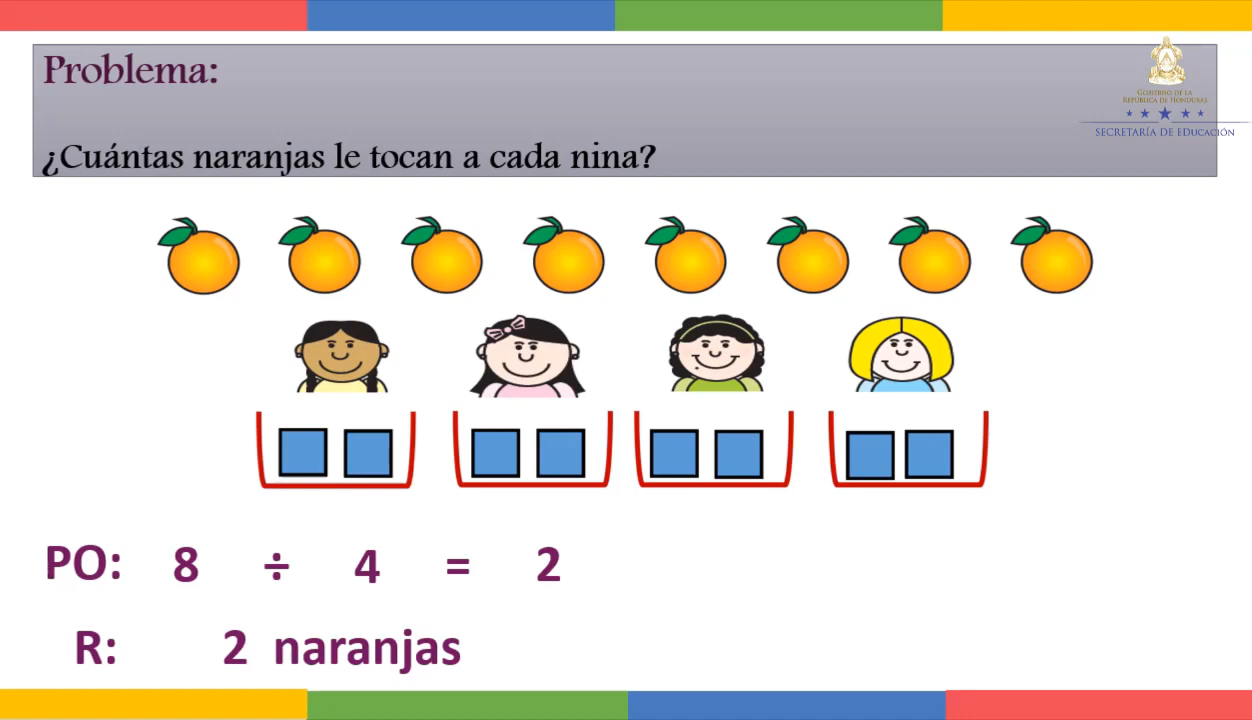 Problema:
¿Cuántas naranjas le tocan a cada nina?
GOBIERNO DE LA
REPÚBLICA DE HONDURAS
SECRETARÍA DE EDUCACIÓN
PO: 8 ÷ 4 = 2
R: 2 naranjas